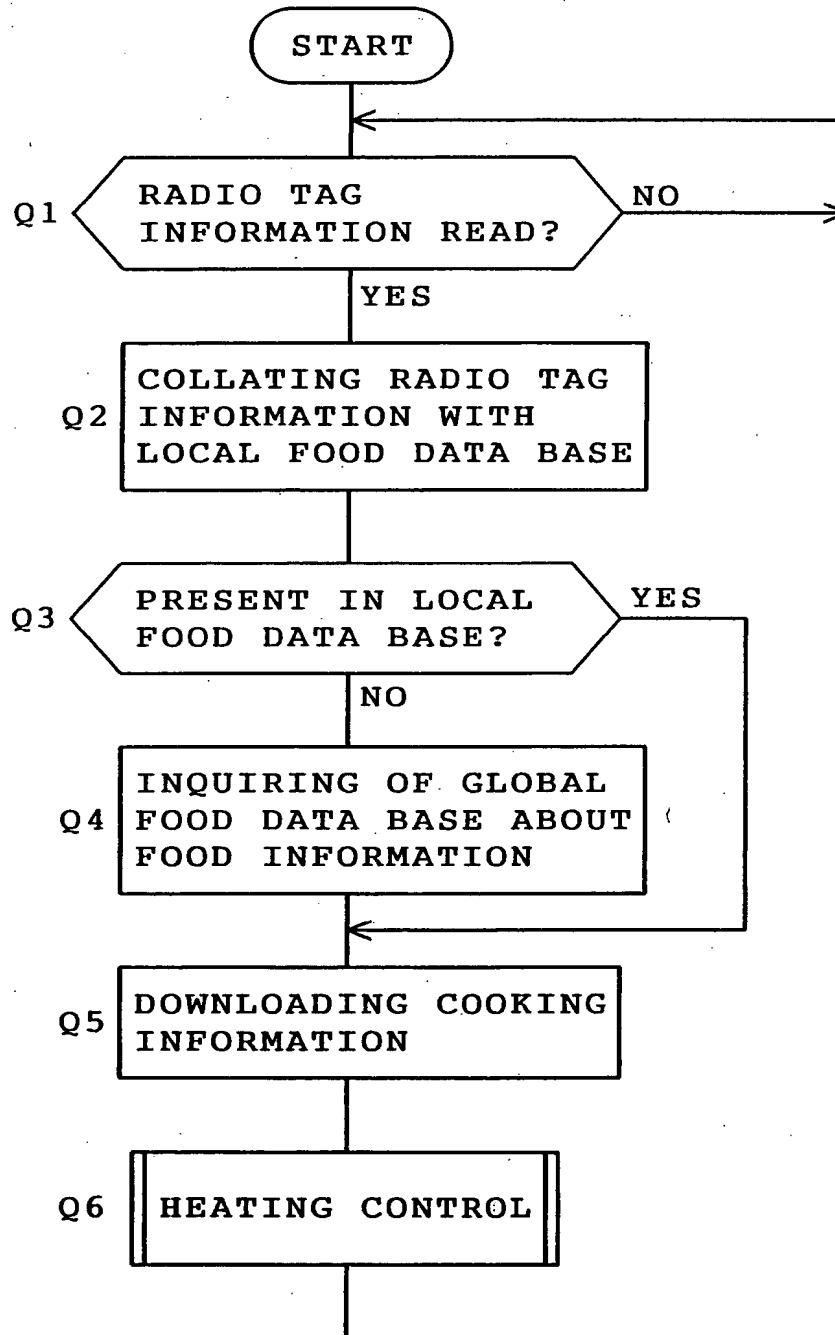 START
Q1
RADIO TAG
INFORMATION READ?
NO
YES
Q2
COLLATING RADIO TAG
INFORMATION WITH
LOCAL FOOD DATA BASE
Q3
PRESENT IN LOCAL
FOOD DATA BASE?
YES
NO
Q4
INQUIRING OF GLOBAL
FOOD DATA BASE ABOUT
FOOD INFORMATION
Q5
DOWNLOADING COOKING
INFORMATION
Q6
HEATING CONTROL